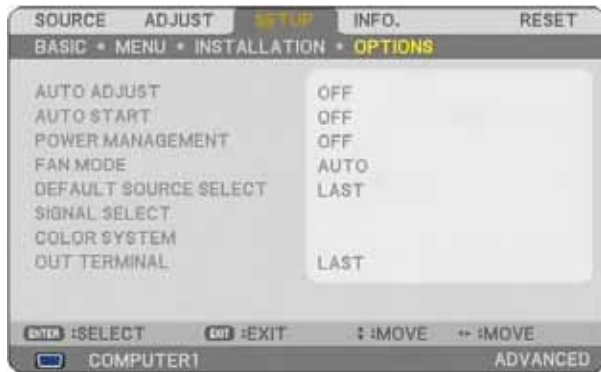 SOURCE ADJUST SETUP INFO. RESET
BASIC • MENU • INSTALLATION • OPTIONS
AUTO ADJUST OFF
AUTO START OFF
POWER MANAGEMENT OFF
FAN MODE AUTO
DEFAULT SOURCE SELECT LAST
SIGNAL SELECT
COLOR SYSTEM
OUT TERMINAL LAST
ENTER :SELECT EXIT :EXIT ↕ :MOVE ↔ :MOVE
COMPUTER1 ADVANCED